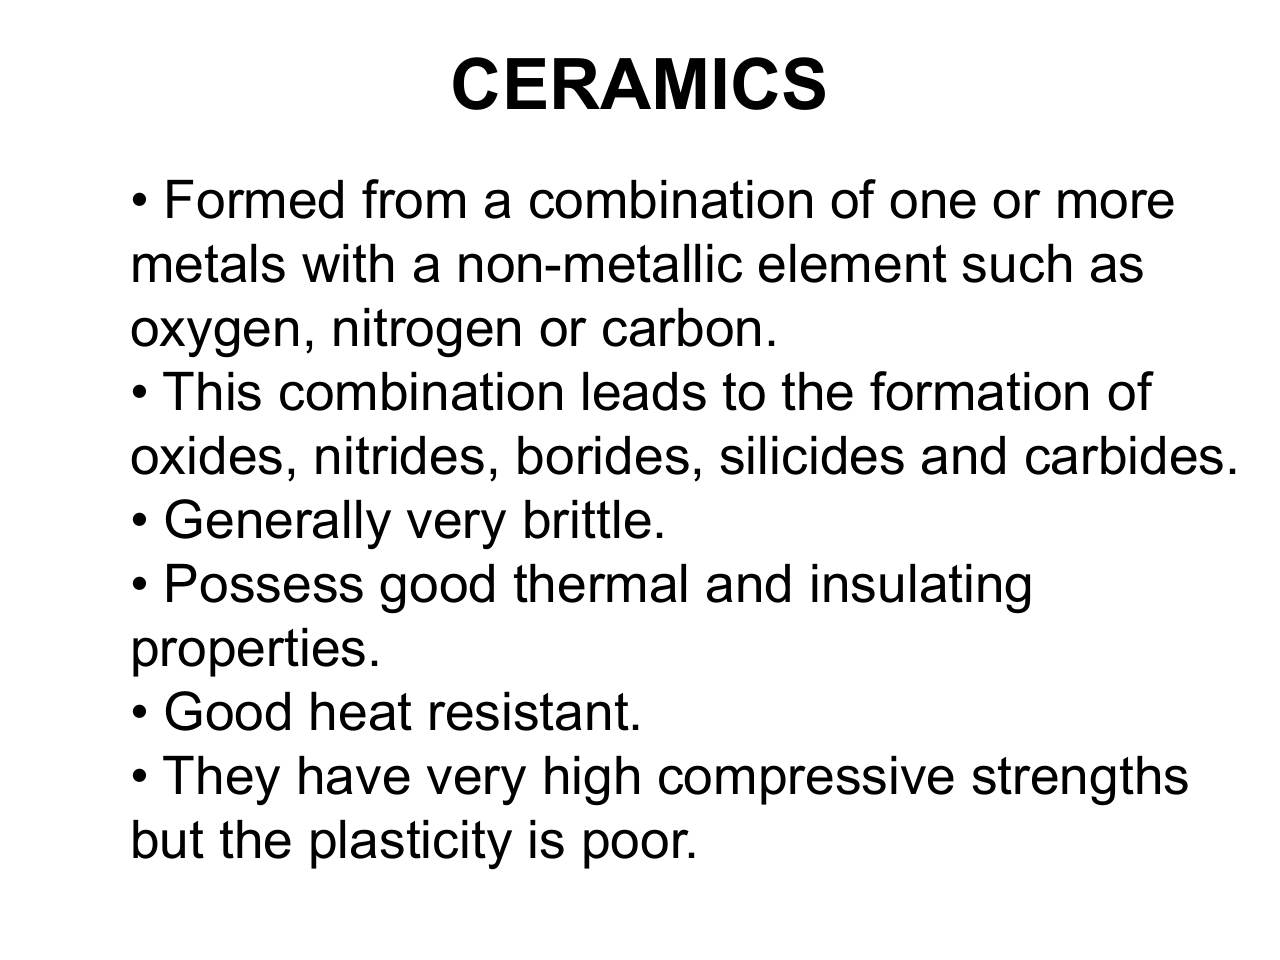 CERAMICS
• Formed from a combination of one or more
metals with a non-metallic element such as
oxygen, nitrogen or carbon.
• This combination leads to the formation of
oxides, nitrides, borides, silicides and carbides.
• Generally very brittle.
• Possess good thermal and insulating
properties.
• Good heat resistant.
• They have very high compressive strengths
but the plasticity is poor.